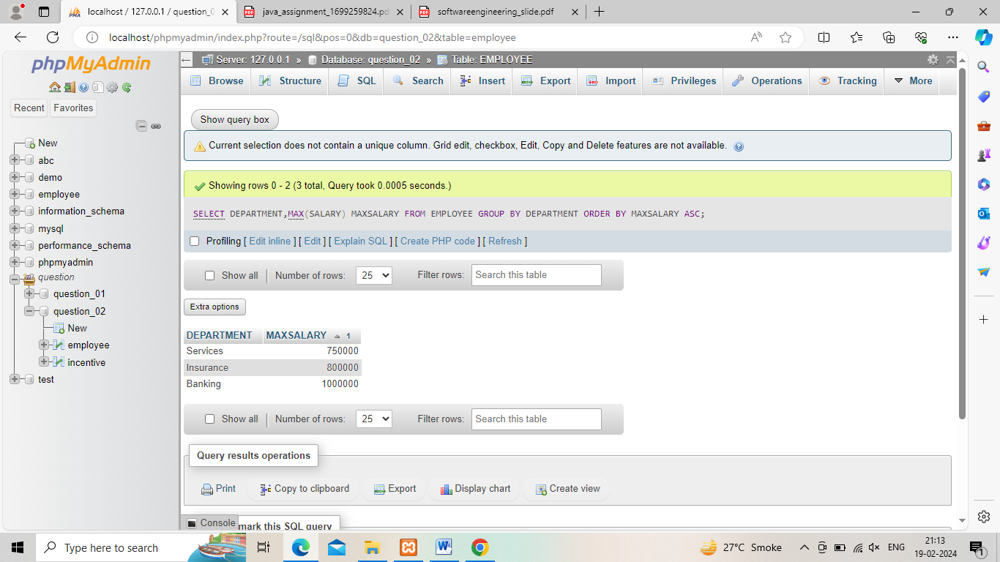 localhost / 127.0.0.1 / question_0
java_assignment_1699259824.pd
softwareengineering_slide.pdf
localhost/phpmyadmin/index.php?route=/sql&pos=0&db=question_02&table=employee
phpMyAdmin
Recent
Favorites
New
abc
demo
employee
information_schema
mysql
performance_schema
phpmyadmin
question
question_01
question_02
New
employee
incentive
test
Server: 127.0.0.1 » Database: question_02 » Table: EMPLOYEE
Browse Structure SQL Search Insert Export Import Privileges Operations Tracking More
Show query box
Current selection does not contain a unique column. Grid edit, checkbox, Edit, Copy and Delete features are not available.
Showing rows 0 - 2 (3 total, Query took 0.0005 seconds.)
SELECT DEPARTMENT,MAX(SALARY) MAXSALARY FROM EMPLOYEE GROUP BY DEPARTMENT ORDER BY MAXSALARY ASC;
Profiling [ Edit inline ] [ Edit ] [ Explain SQL ] [ Create PHP code ] [ Refresh ]
Show all Number of rows: 25 Filter rows: Search this table
Extra options
DEPARTMENT MAXSALARY 1
Services 750000
Insurance 800000
Banking 1000000
Show all Number of rows: 25 Filter rows: Search this table
Query results operations
Print Copy to clipboard Export Display chart Create view
Console
mark this SQL query
Type here to search
27°C Smoke
ENG
21:13
19-02-2024
1